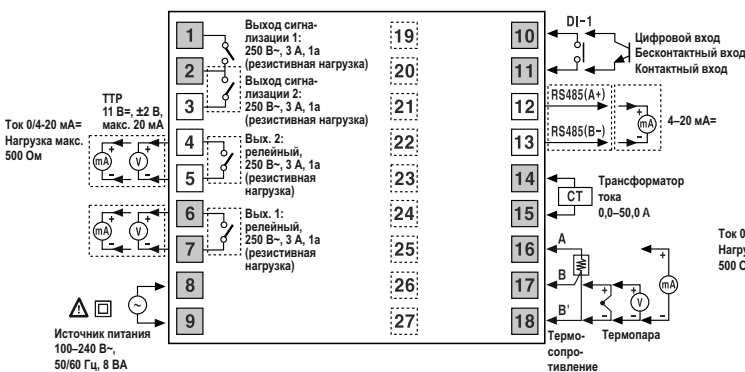 1
2
3
4
5
6
7
8
9
Выход сигна-
лизации 1:
250 В~, 3 А, 1а
(резистивная нагрузка)
Выход сигна-
лизации 2:
250 В~, 3 А, 1а
(резистивная нагрузка)
Вых. 2:
релейный,
250 В~, 3 А, 1а
(резистивная
нагрузка)
Вых. 1:
релейный,
250 В~, 3 А, 1а
(резистивная
нагрузка)
ТТР
11 В=, ±2 В,
макс. 20 мА
Ток 0/4-20 мА=
Нагрузка макс.
500 Ом
+ +
mA V
- -
+ +
mA V
- -
~
Источник питания
100–240 В~,
50/60 Гц, 8 ВА
19
20
21
22
23
24
25
26
27
10
11
12
13
14
15
16
17
18
DI-1
Цифровой вход
Бесконтактный вход
Контактный вход
RS485(A+)
RS485(B-)
+
mA
-
4–20 мА=
CT
Трансформатор
тока
0,0–50,0 А
A
B
B'
+ + +
V mA
- - -
Термо-
сопро-
тивление
Термопара
Ток 0
Нагру
500 О